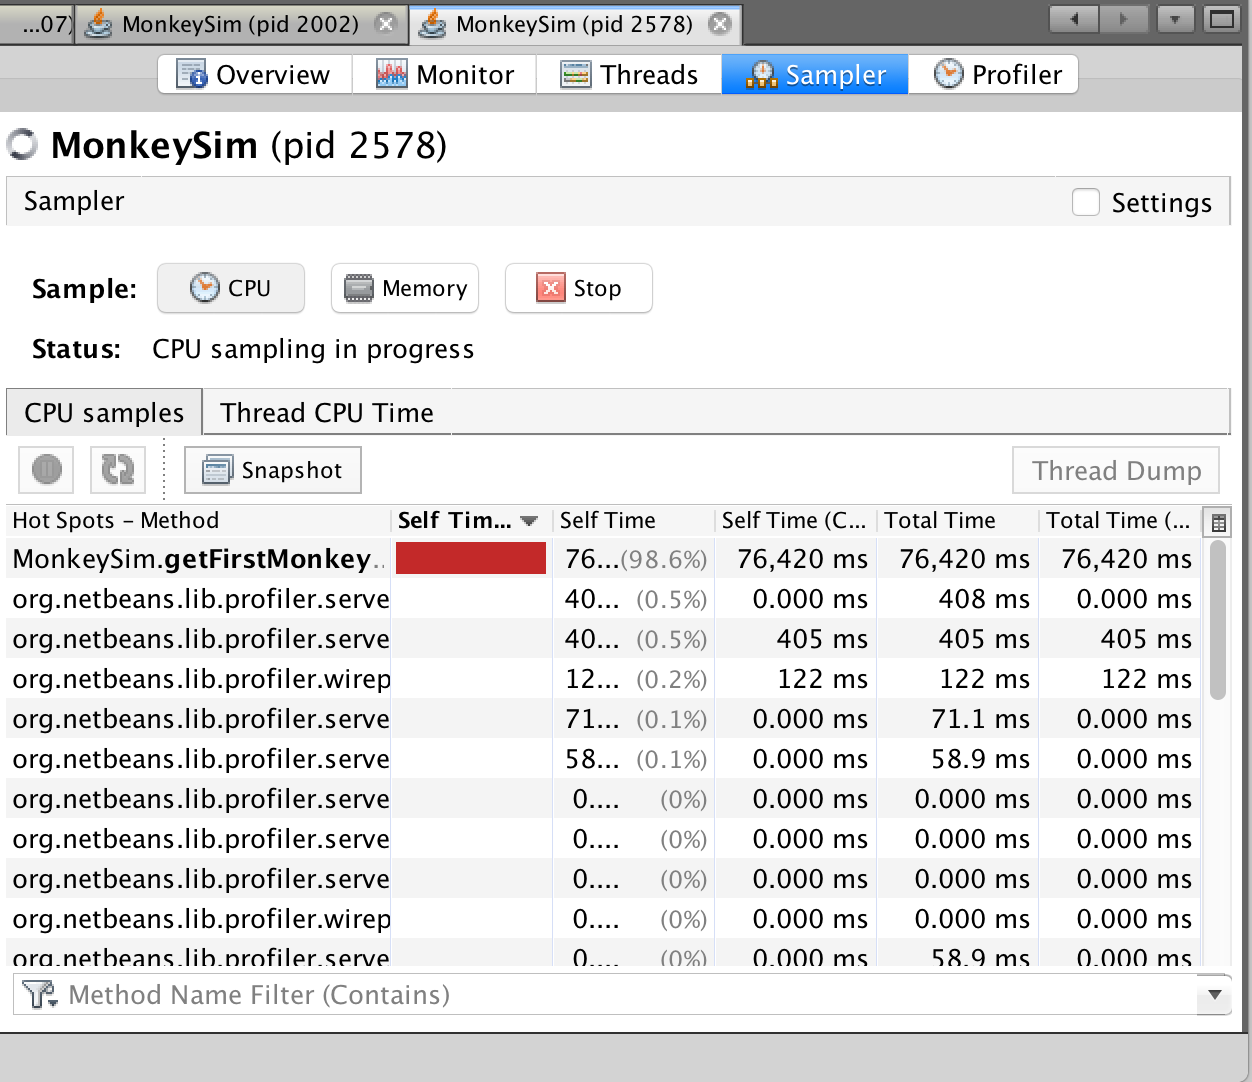 ...07) MonkeySim (pid 2002) MonkeySim (pid 2578)
Overview Monitor Threads Sampler Profiler
MonkeySim (pid 2578)
Sampler Settings
Sample: CPU Memory Stop
Status: CPU sampling in progress
CPU samples Thread CPU Time
Snapshot Thread Dump
Hot Spots – Method Self Tim... Self Time Self Time (C... Total Time Total Time (...
MonkeySim.getFirstMonkey... 76...(98.6%) 76,420 ms 76,420 ms 76,420 ms
org.netbeans.lib.profiler.serve 40... (0.5%) 0.000 ms 408 ms 0.000 ms
org.netbeans.lib.profiler.serve 40... (0.5%) 405 ms 405 ms 405 ms
org.netbeans.lib.profiler.wirep 12... (0.2%) 122 ms 122 ms 122 ms
org.netbeans.lib.profiler.serve 71... (0.1%) 0.000 ms 71.1 ms 0.000 ms
org.netbeans.lib.profiler.serve 58... (0.1%) 0.000 ms 58.9 ms 0.000 ms
org.netbeans.lib.profiler.serve 0.... (0%) 0.000 ms 0.000 ms 0.000 ms
org.netbeans.lib.profiler.serve 0.... (0%) 0.000 ms 0.000 ms 0.000 ms
org.netbeans.lib.profiler.serve 0.... (0%) 0.000 ms 0.000 ms 0.000 ms
org.netbeans.lib.profiler.wirep 0.... (0%) 0.000 ms 0.000 ms 0.000 ms
org.netbeans.lib.profiler.serve 0.... (0%) 0.000 ms 58.9 ms 0.000 ms
Method Name Filter (Contains)